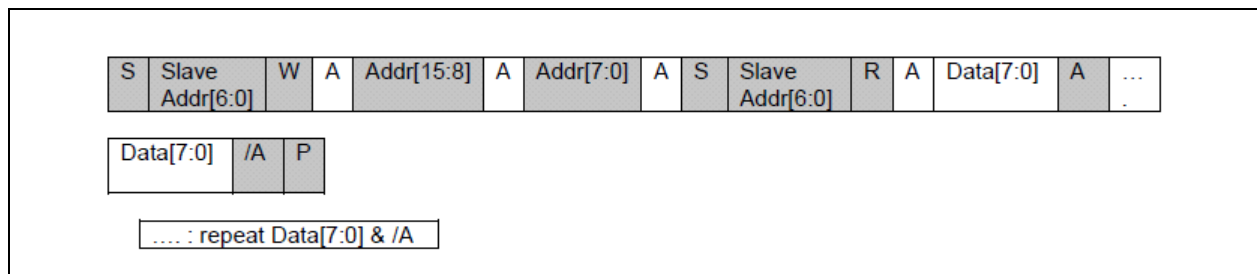 S Slave W A Addr[15:8] A Addr[7:0] A S Slave R A Data[7:0] A ...
Addr[6:0] Addr[6:0] .
Data[7:0] /A P
.... : repeat Data[7:0] & /A